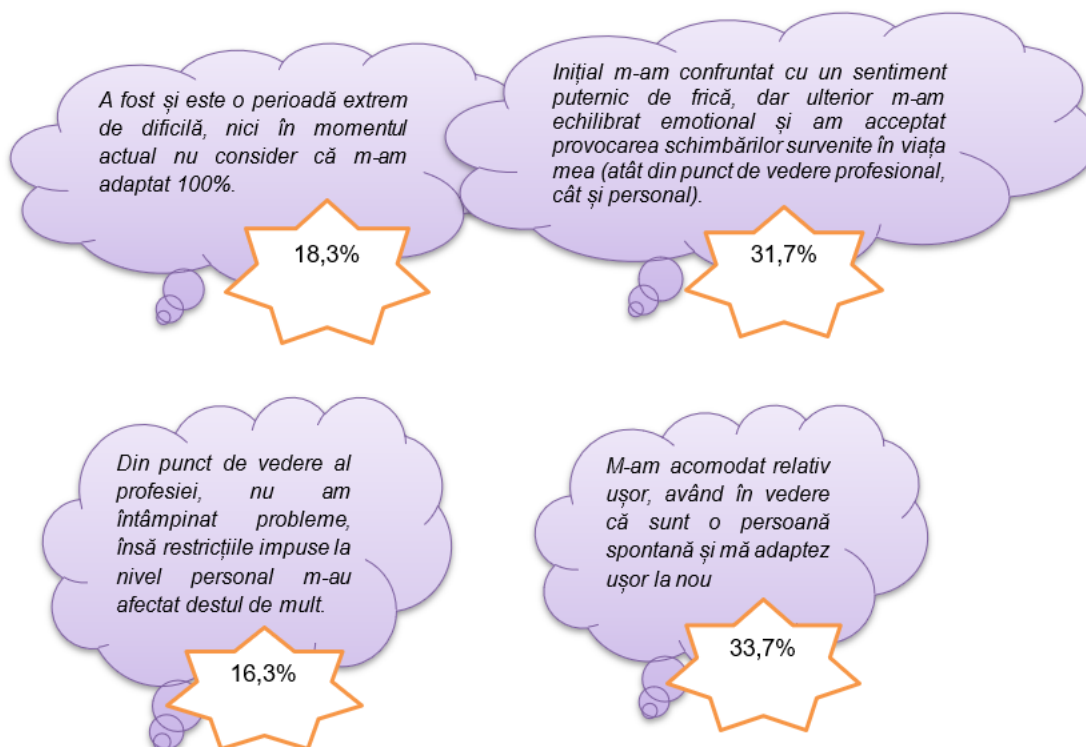 A fost și este o perioadă extrem
de dificilă, nici în momentul
actual nu consider că m-am
adaptat 100%.
18,3%
Inițial m-am confruntat cu un sentiment
puternic de frică, dar ulterior m-am
echilibrat emotional și am acceptat
provocarea schimbărilor survenite în viața
mea (atât din punct de vedere profesional,
cât și personal).
31,7%
Din punct de vedere al
profesiei, nu am
întâmpinat probleme,
însă restricțiile impuse la
nivel personal m-au
afectat destul de mult.
16,3%
M-am acomodat relativ
ușor, având în vedere
că sunt o persoană
spontană și mă adaptez
ușor la nou
33,7%